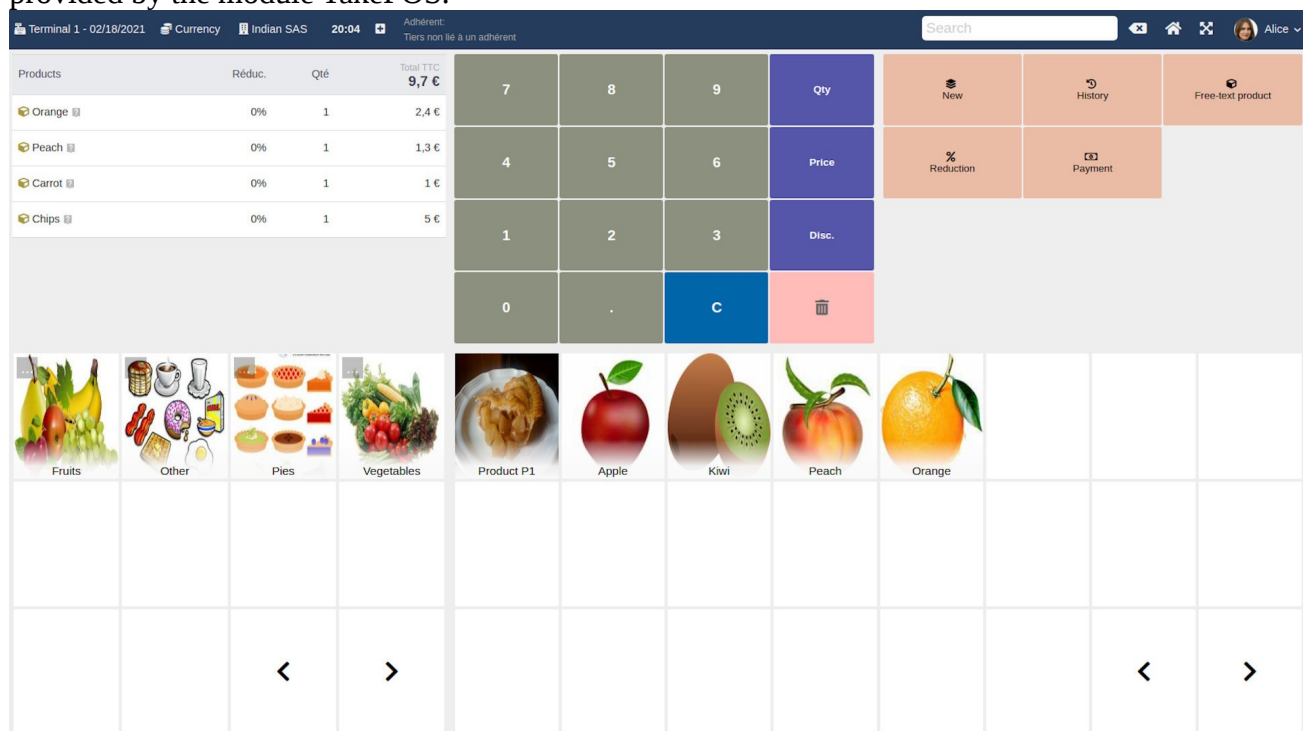 provided by the module TakePOS.
Terminal 1 - 02/18/2021 Currency Indian SAS 20:04 Adhérent: Tiers non lié à un adhérent Search Alice
Products Réduc. Qté Total TTC 9,7 €
Orange 0% 1 2,4 €
Peach 0% 1 1,3 €
Carrot 0% 1 1 €
Chips 0% 1 5 €
7 8 9 Qty
4 5 6 Price
1 2 3 Disc.
0 . C
New History Free-text product
% Reduction Payment
... ... ... ...
Fruits Other Pies Vegetables Product P1 Apple Kiwi Peach Orange